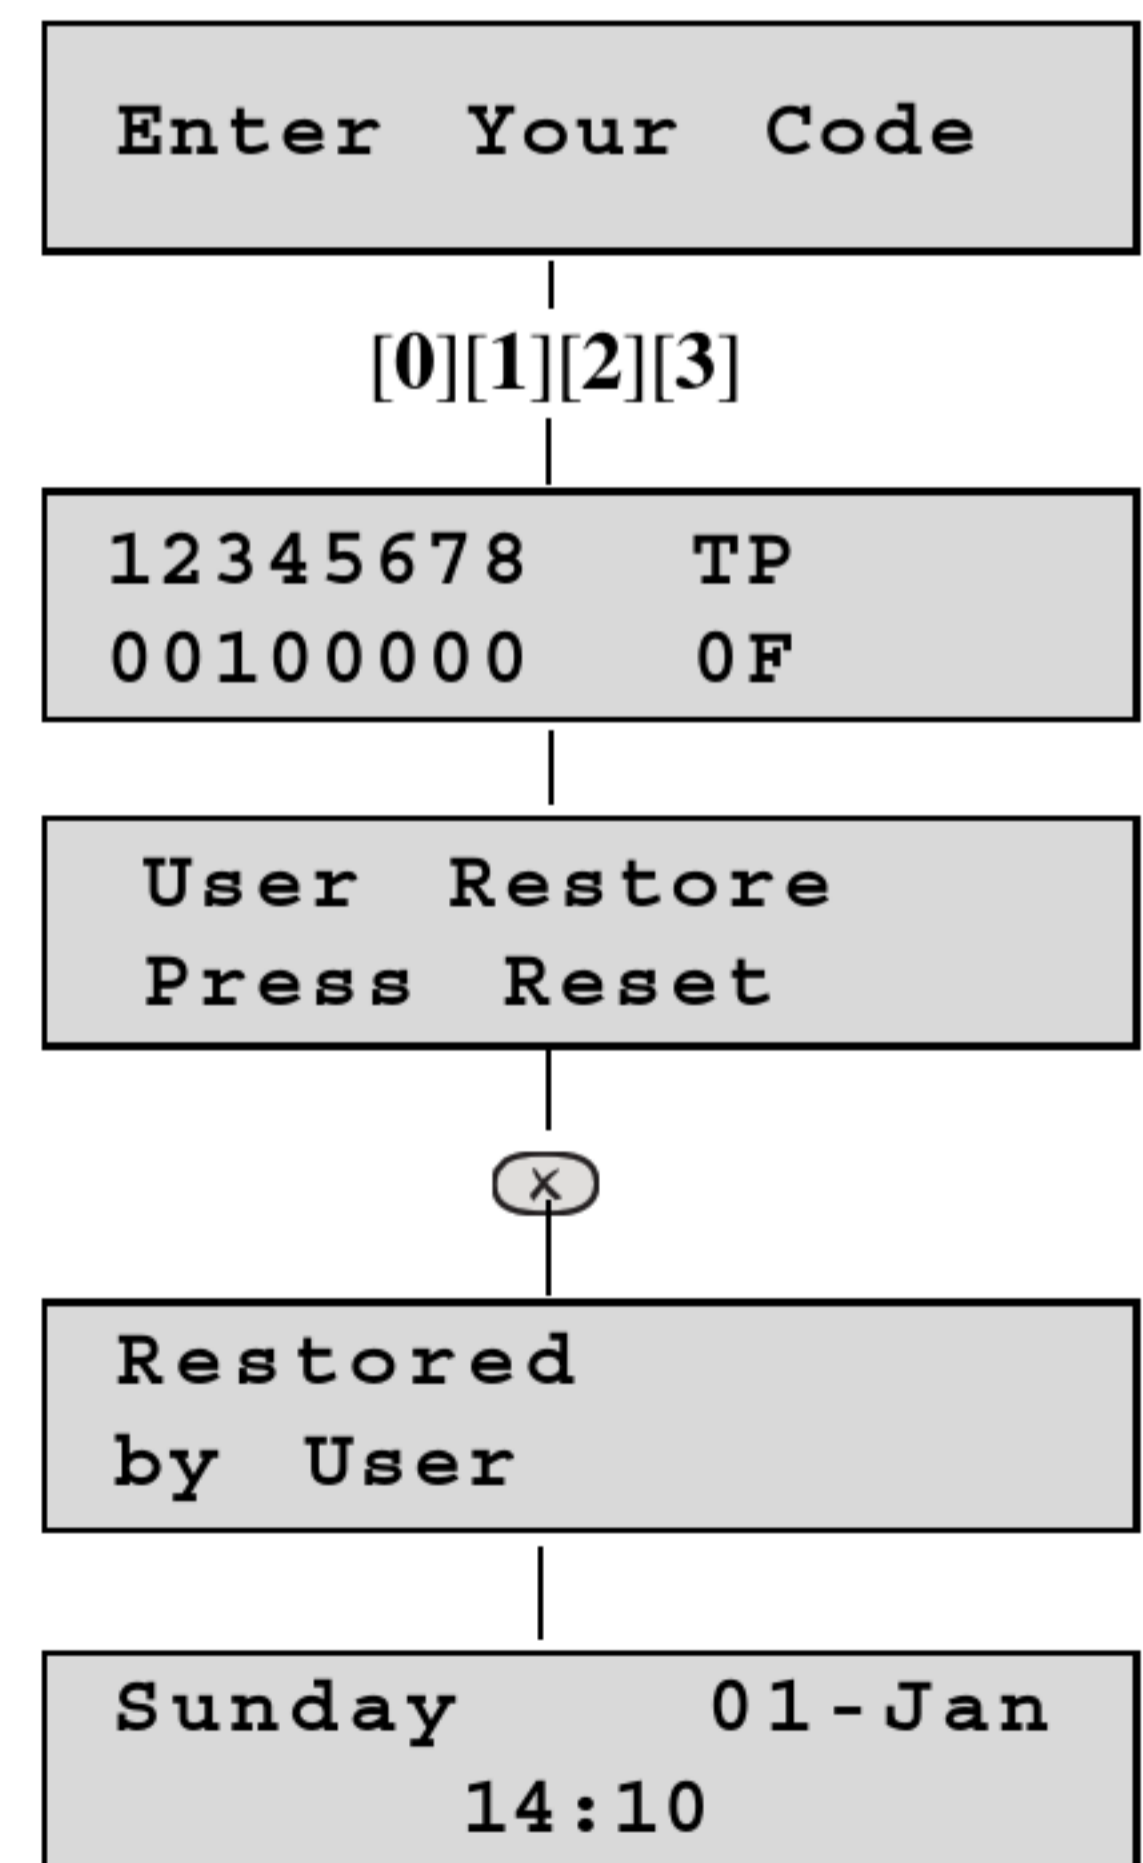 Enter Your Code
[0][1][2][3]
12345678 TP
00100000 0F
User Restore
Press Reset
x
Restored
by User
Sunday 01-Jan
14:10